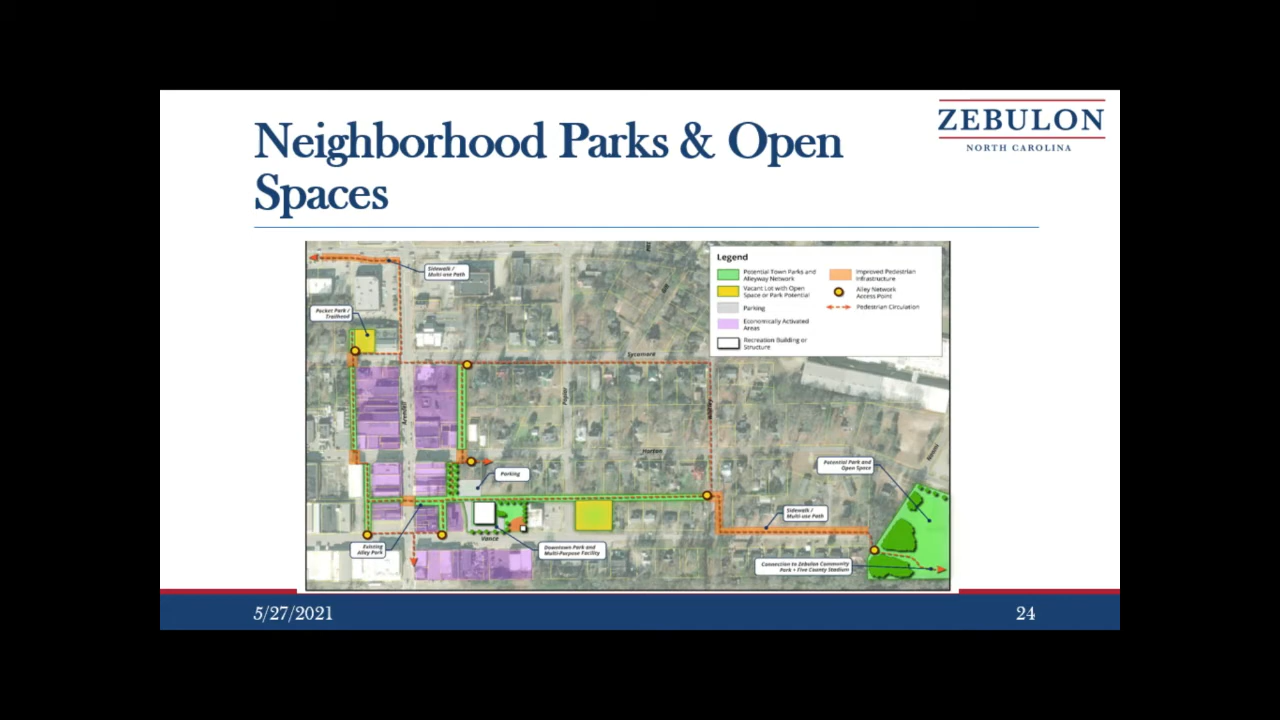 Neighborhood Parks & Open
Spaces
ZEBULON
NORTH CAROLINA
Legend
Potential Town Parks and
Alleyway Network
Vacant Lot with Open
Space or Park Potential
Parking
Economically Activated
Areas
Recreation Building or
Structure
Improved Pedestrian
Infrastructure
Alley Network
Access Point
Pedestrian Circulation
Sidewalk /
Multi-use Path
Pocket Park /
Trailhead
Sycamore
Arendell
Poplar
Horton
Parking
Potential Park and
Open Space
Sidewalk /
Multi-use Path
Vance
Existing
Alley Park
Downtown Park and
Multi-Purpose Facility
Connection to Zebulon Community
Park + Five County Stadium
5/27/2021
24